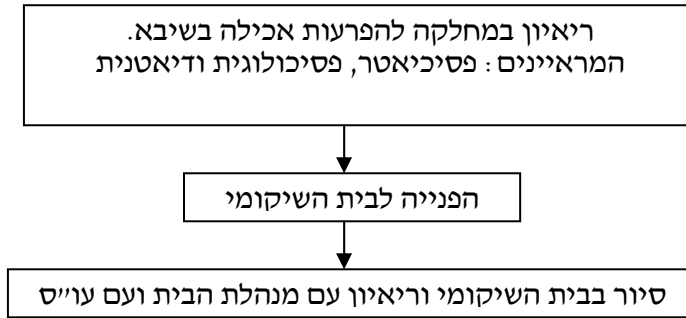 ריאיון במחלקה להפרעות אכילה בשיבא.
המראיינים: פסיכיאטר, פסיכולוגית ודיאטנית
הפנייה לבית השיקומי
סיור בבית השיקומי וריאיון עם מנהלת הבית ועם עו״ס